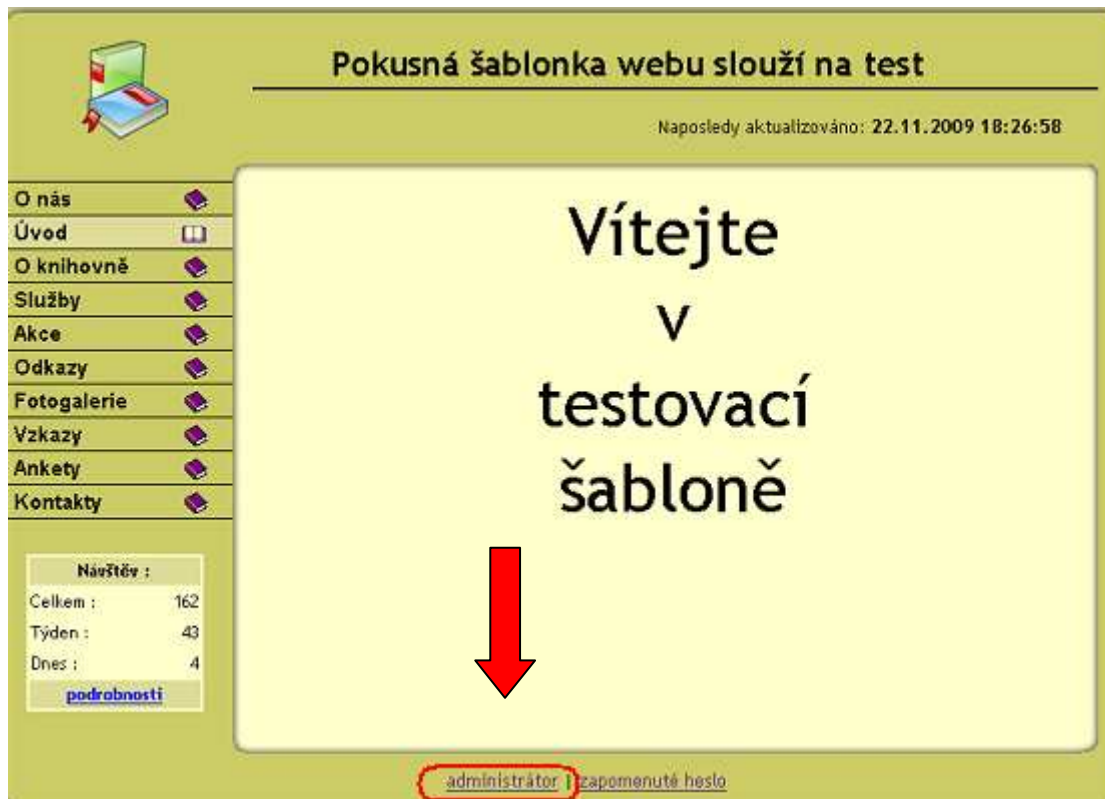 Pokusná šablonka webu slouží na test
Naposledy aktualizováno: 22.11.2009 18:26:58
O nás
Úvod
O knihovně
Služby
Akce
Odkazy
Fotogalerie
Vzkazy
Ankety
Kontakty
Návštěv :
Celkem : 162
Týden : 43
Dnes : 4
podrobnosti
Vítejte
v
testovací
šabloně
administrátor | zapomenuté heslo